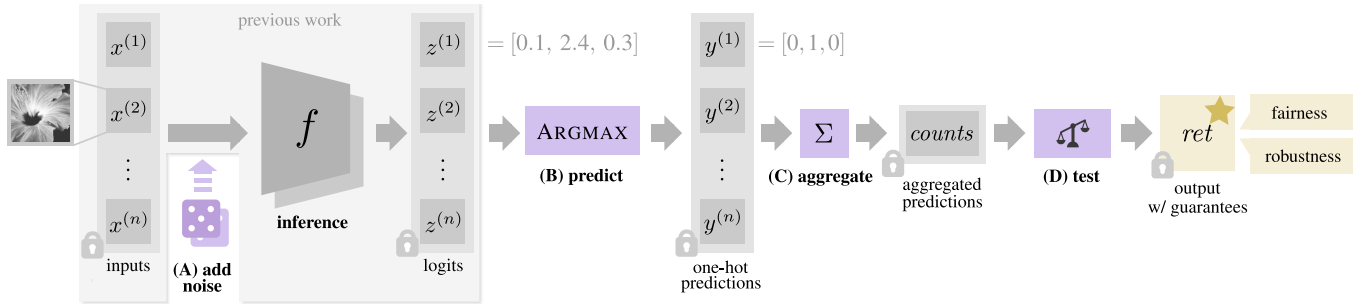 previous work
x^{(1)}
x^{(2)}
⋮
x^{(n)}
inputs
(A) add
noise
f
inference
z^{(1)}
z^{(2)}
⋮
z^{(n)}
logits
= [0.1, 2.4, 0.3]
ARGMAX
(B) predict
y^{(1)}
y^{(2)}
⋮
y^{(n)}
one-hot
predictions
= [0, 1, 0]
Σ
(C) aggregate
counts
aggregated
predictions
(D) test
ret
output
w/ guarantees
fairness
robustness